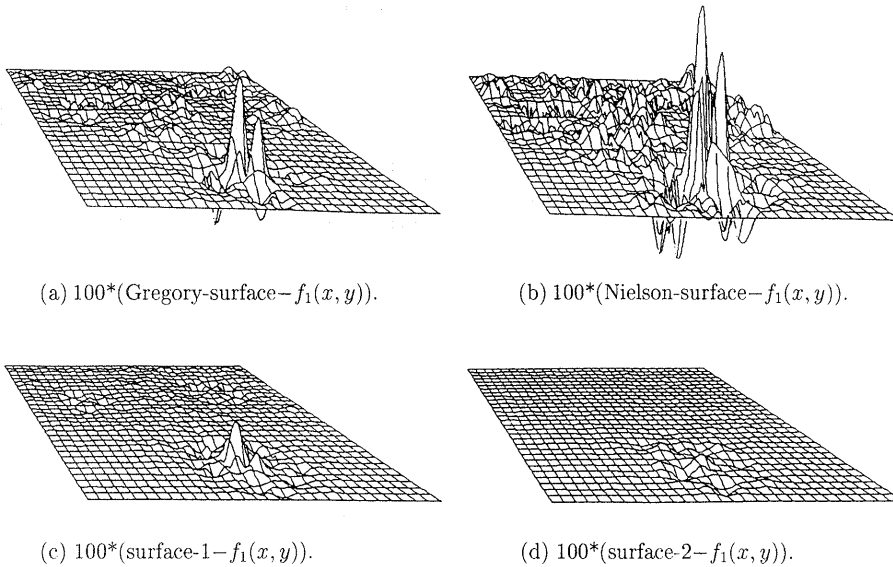 (a) 100*(Gregory-surface−f₁(x, y)).
(b) 100*(Nielson-surface−f₁(x, y)).
(c) 100*(surface-1−f₁(x, y)).
(d) 100*(surface-2−f₁(x, y)).